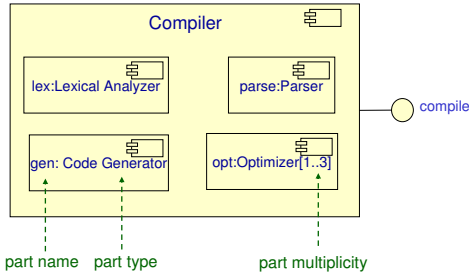 Compiler
lex:Lexical Analyzer
parse:Parser
compile
gen: Code Generator
opt:Optimizer[1..3]
part name
part type
part multiplicity